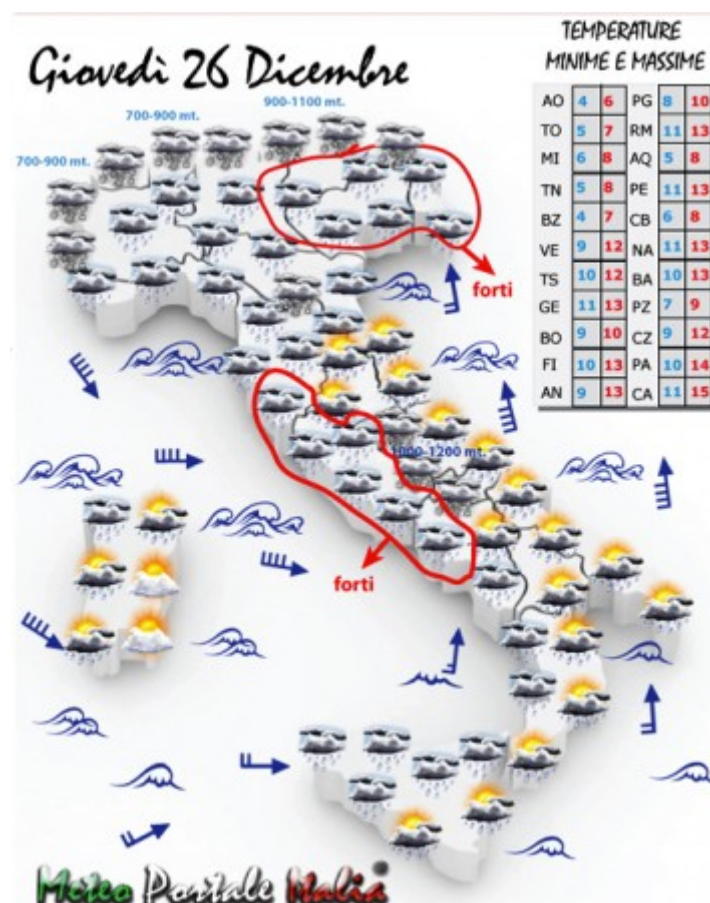 Giovedì 26 Dicembre
TEMPERATURE
MINIME E MASSIME
AO 4 6 PG 8 10
TO 5 7 RM 11 13
MI 6 8 AQ 5 8
TN 5 8 PE 11 13
BZ 4 7 CB 6 8
VE 9 12 NA 11 13
TS 10 12 BA 10 13
GE 11 13 PZ 7 9
BO 9 10 CZ 9 12
FI 10 13 PA 10 14
AN 9 13 CA 11 15
900-1100 mt.
700-900 mt.
700-900 mt.
forti
1000-1200 mt.
forti
Meteo Portale Italia